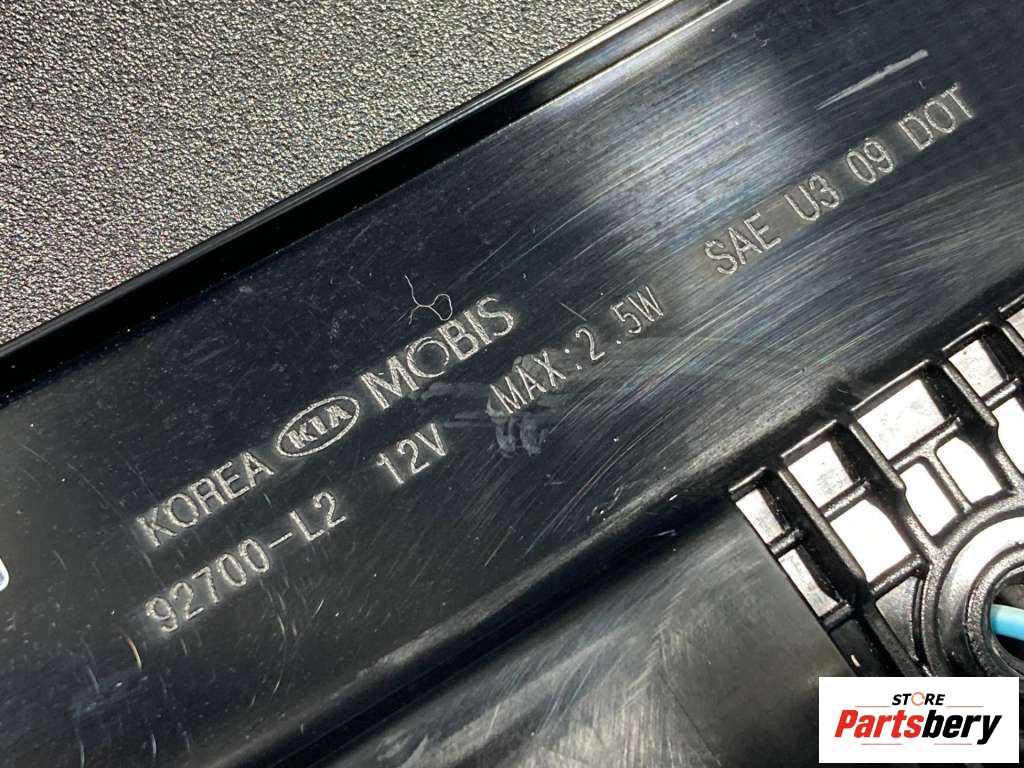 KOREA KIA MOBIS
92700-L2 12V MAX:2.5W SAE U3 09 DOT
STORE
Partsbery